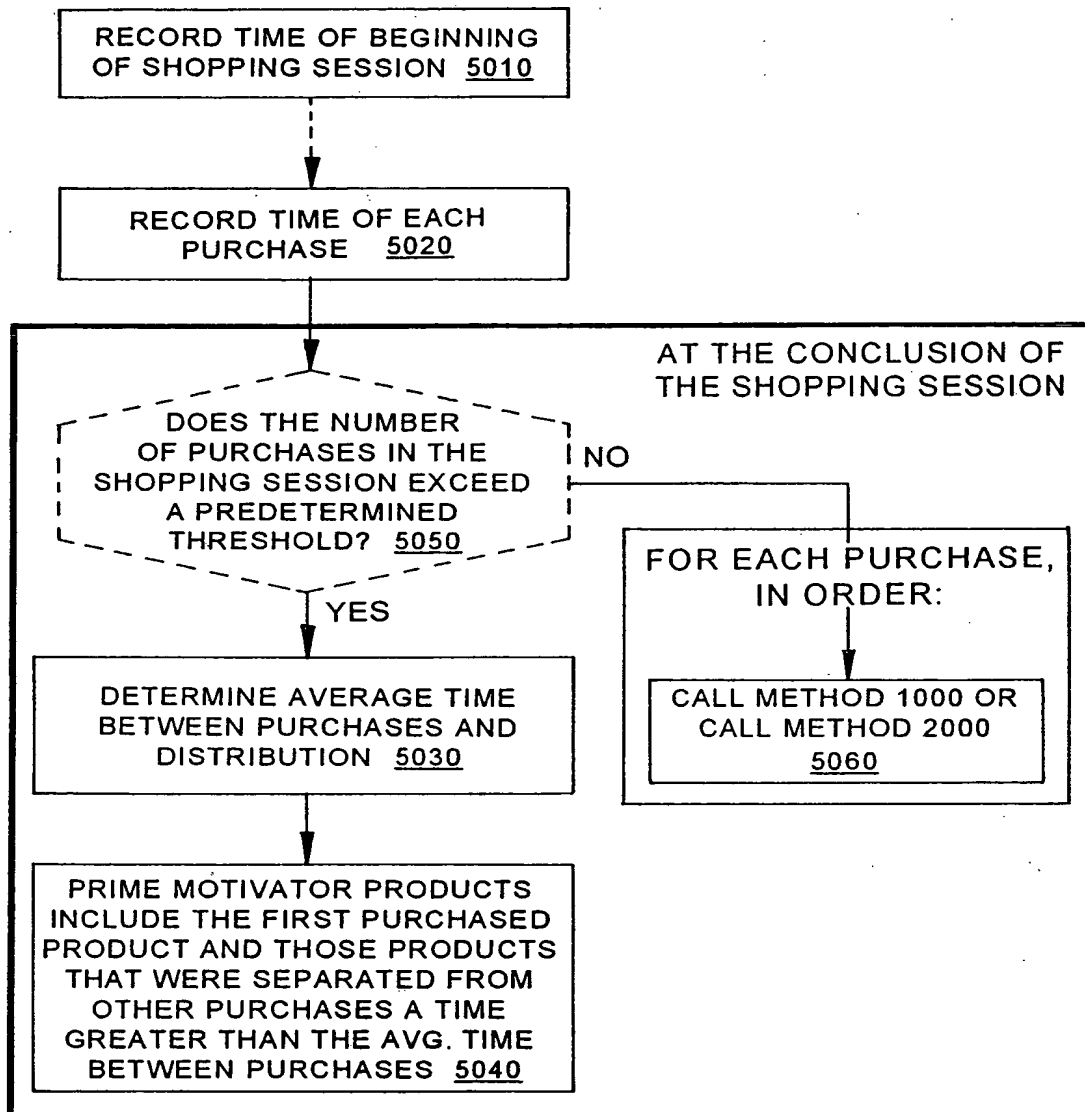 RECORD TIME OF BEGINNING
OF SHOPPING SESSION 5010
RECORD TIME OF EACH
PURCHASE 5020
AT THE CONCLUSION OF
THE SHOPPING SESSION
DOES THE NUMBER
OF PURCHASES IN THE
SHOPPING SESSION EXCEED
A PREDETERMINED
THRESHOLD? 5050
NO
YES
FOR EACH PURCHASE,
IN ORDER:
CALL METHOD 1000 OR
CALL METHOD 2000
5060
DETERMINE AVERAGE TIME
BETWEEN PURCHASES AND
DISTRIBUTION 5030
PRIME MOTIVATOR PRODUCTS
INCLUDE THE FIRST PURCHASED
PRODUCT AND THOSE PRODUCTS
THAT WERE SEPARATED FROM
OTHER PURCHASES A TIME
GREATER THAN THE AVG. TIME
BETWEEN PURCHASES 5040